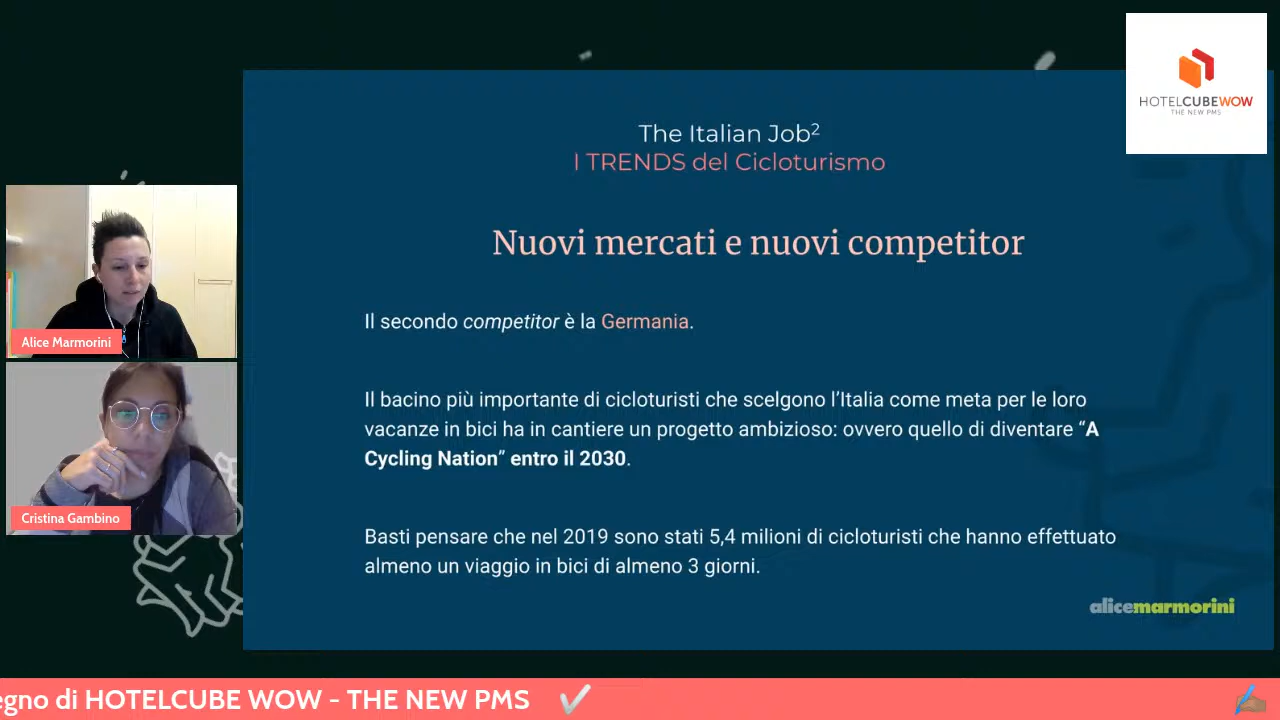 HOTELCUBEWOW
THE NEW PMS
The Italian Job²
I TRENDS del Cicloturismo
Nuovi mercati e nuovi competitor
Il secondo competitor è la Germania.
Il bacino più importante di cicloturisti che scelgono l’Italia come meta per le loro
vacanze in bici ha in cantiere un progetto ambizioso: ovvero quello di diventare “A
Cycling Nation” entro il 2030.
Basti pensare che nel 2019 sono stati 5,4 milioni di cicloturisti che hanno effettuato
almeno un viaggio in bici di almeno 3 giorni.
alicemarmorini
Alice Marmorini
Cristina Gambino
egno di HOTELCUBE WOW - THE NEW PMS ✔